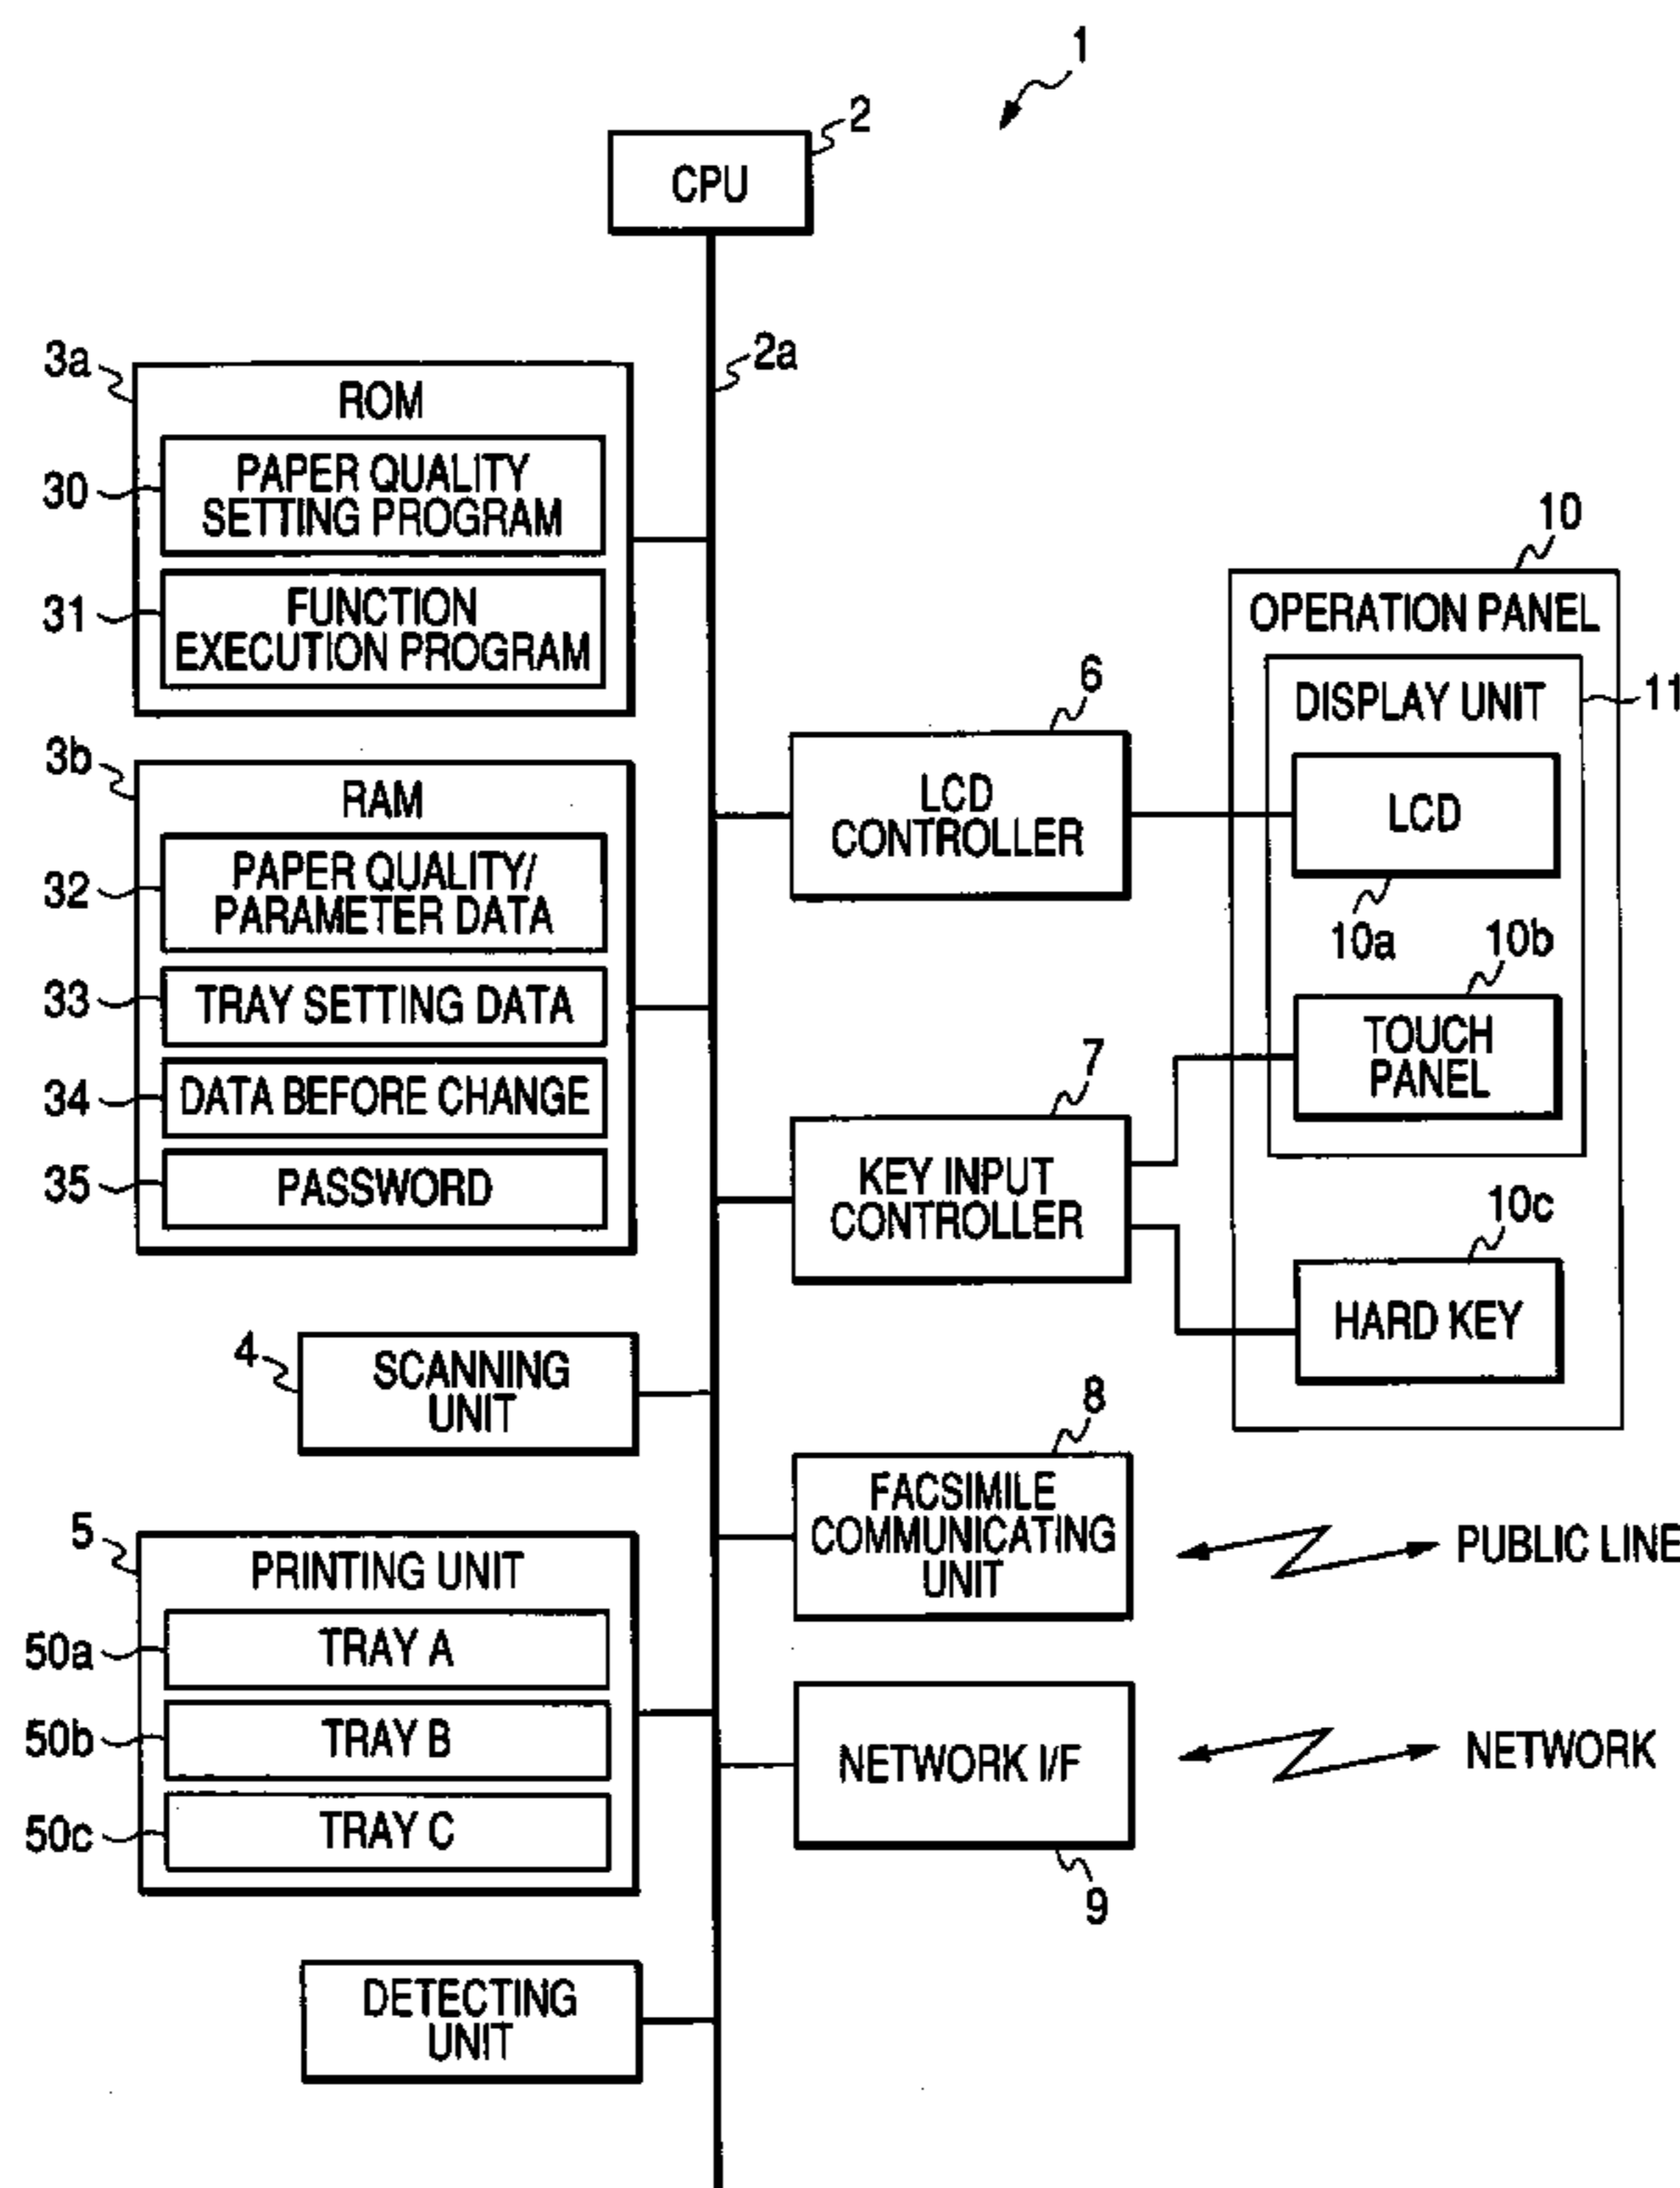 1
2
CPU
2a
3a
ROM
30
PAPER QUALITY
SETTING PROGRAM
31
FUNCTION
EXECUTION PROGRAM
3b
RAM
32
PAPER QUALITY/
PARAMETER DATA
33
TRAY SETTING DATA
34
DATA BEFORE CHANGE
35
PASSWORD
4
SCANNING
UNIT
5
PRINTING UNIT
50a
TRAY A
50b
TRAY B
50c
TRAY C
DETECTING
UNIT
6
LCD
CONTROLLER
7
KEY INPUT
CONTROLLER
8
FACSIMILE
COMMUNICATING
UNIT
PUBLIC LINE
NETWORK I/F
NETWORK
9
10
OPERATION PANEL
11
DISPLAY UNIT
LCD
10a
10b
TOUCH
PANEL
10c
HARD KEY